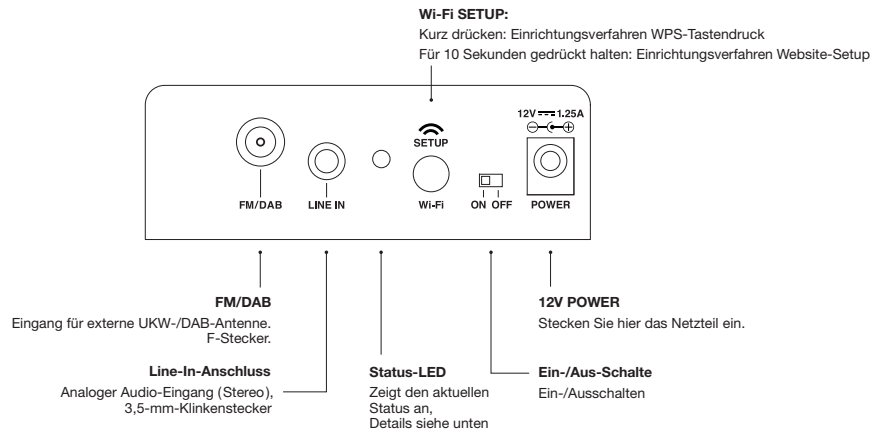 Wi-Fi SETUP:
Kurz drücken: Einrichtungsverfahren WPS-Tastendruck
Für 10 Sekunden gedrückt halten: Einrichtungsverfahren Website-Setup
12V 1.25A
SETUP
FM/DAB
LINE IN
Wi-Fi
ON OFF
POWER
FM/DAB
Eingang für externe UKW-/DAB-Antenne.
F-Stecker.
12V POWER
Stecken Sie hier das Netzteil ein.
Line-In-Anschluss
Analoger Audio-Eingang (Stereo),
3,5-mm-Klinkenstecker
Status-LED
Zeigt den aktuellen
Status an,
Details siehe unten
Ein-/Aus-Schalte
Ein-/Ausschalten